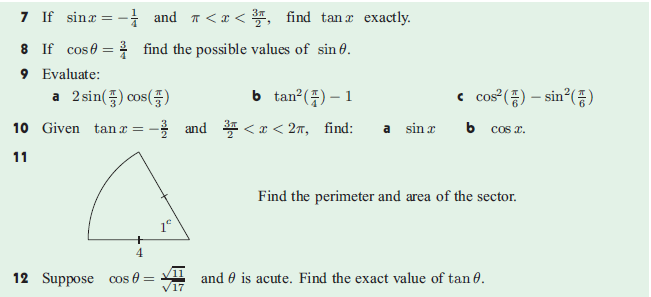 7 If sin x = −1/4 and π < x < 3π/2, find tan x exactly.
8 If cos θ = 3/4 find the possible values of sin θ.
9 Evaluate:
a 2 sin(π/3) cos(π/3) b tan²(π/4) − 1 c cos²(π/6) − sin²(π/6)
10 Given tan x = −3/2 and 3π/2 < x < 2π, find: a sin x b cos x.
11
Find the perimeter and area of the sector.
1ᶜ
4
12 Suppose cos θ = √11/√17 and θ is acute. Find the exact value of tan θ.